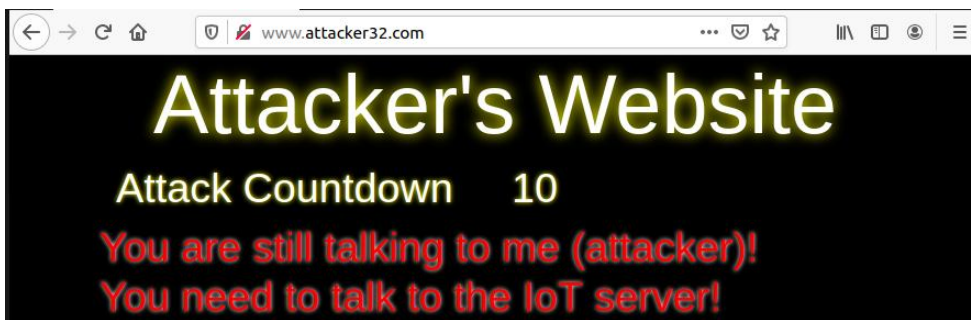 www.attacker32.com
Attacker's Website
Attack Countdown 10
You are still talking to me (attacker)!
You need to talk to the IoT server!